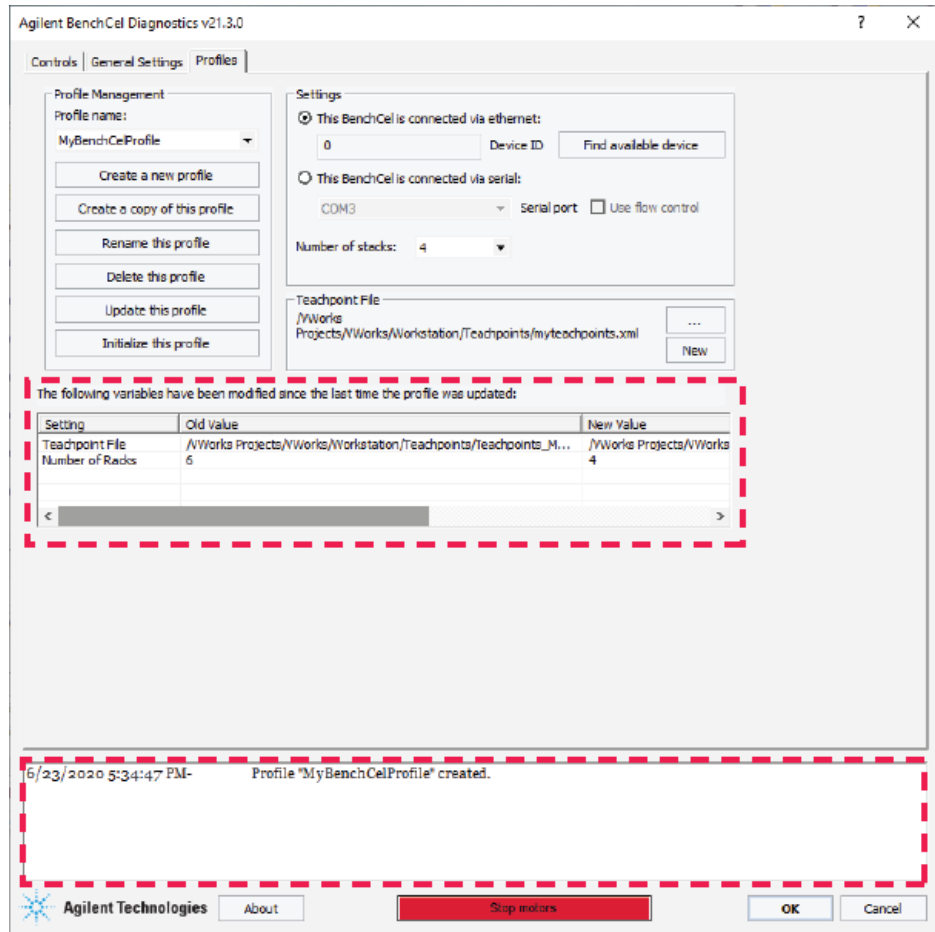 Agilent BenchCel Diagnostics v21.3.0
?
Controls
General Settings
Profiles
Profile Management
Profile name:
MyBenchCelProfile
Create a new profile
Create a copy of this profile
Rename this profile
Delete this profile
Update this profile
Initialize this profile
Settings
This BenchCel is connected via ethernet:
0
Device ID
Find available device
This BenchCel is connected via serial:
COM3
Serial port
Use flow control
Number of stacks:
4
Teachpoint File
/VWorks
Projects/VWorks/Workstation/Teachpoints/myteachpoints.xml
...
New
The following variables have been modified since the last time the profile was updated:
Setting Old Value New Value
Teachpoint File /VWorks Projects/VWorks/Workstation/Teachpoints/Teachpoints_M... /VWorks Projects/VWorks
Number of Racks 6 4
6/23/2020 5:34:47 PM- Profile "MyBenchCelProfile" created.
Agilent Technologies
About
Stop motors
OK
Cancel